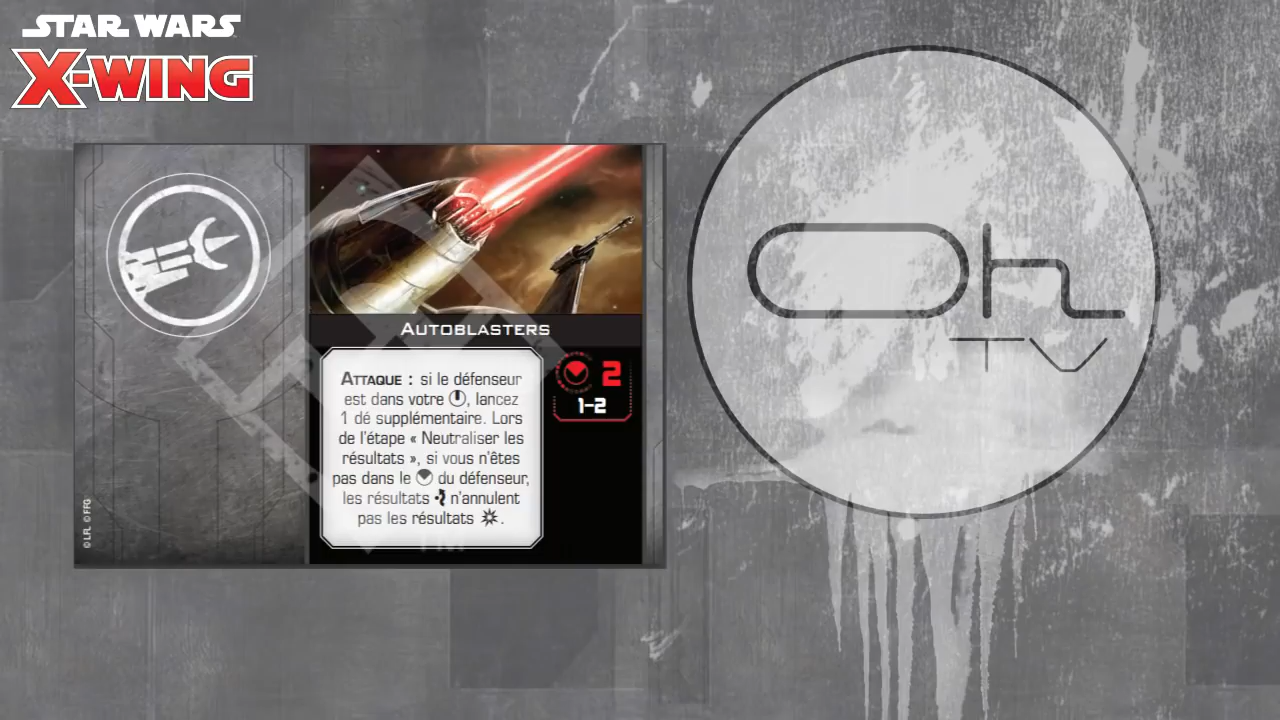 STAR WARS
X-WING
AUTOBLASTERS
ATTAQUE : si le défenseur
est dans votre , lancez
1 dé supplémentaire. Lors
de l'étape « Neutraliser les
résultats », si vous n'êtes
pas dans le du défenseur,
les résultats n'annulent
pas les résultats .
2
1-2
© LFL © FFG
Oh
TV